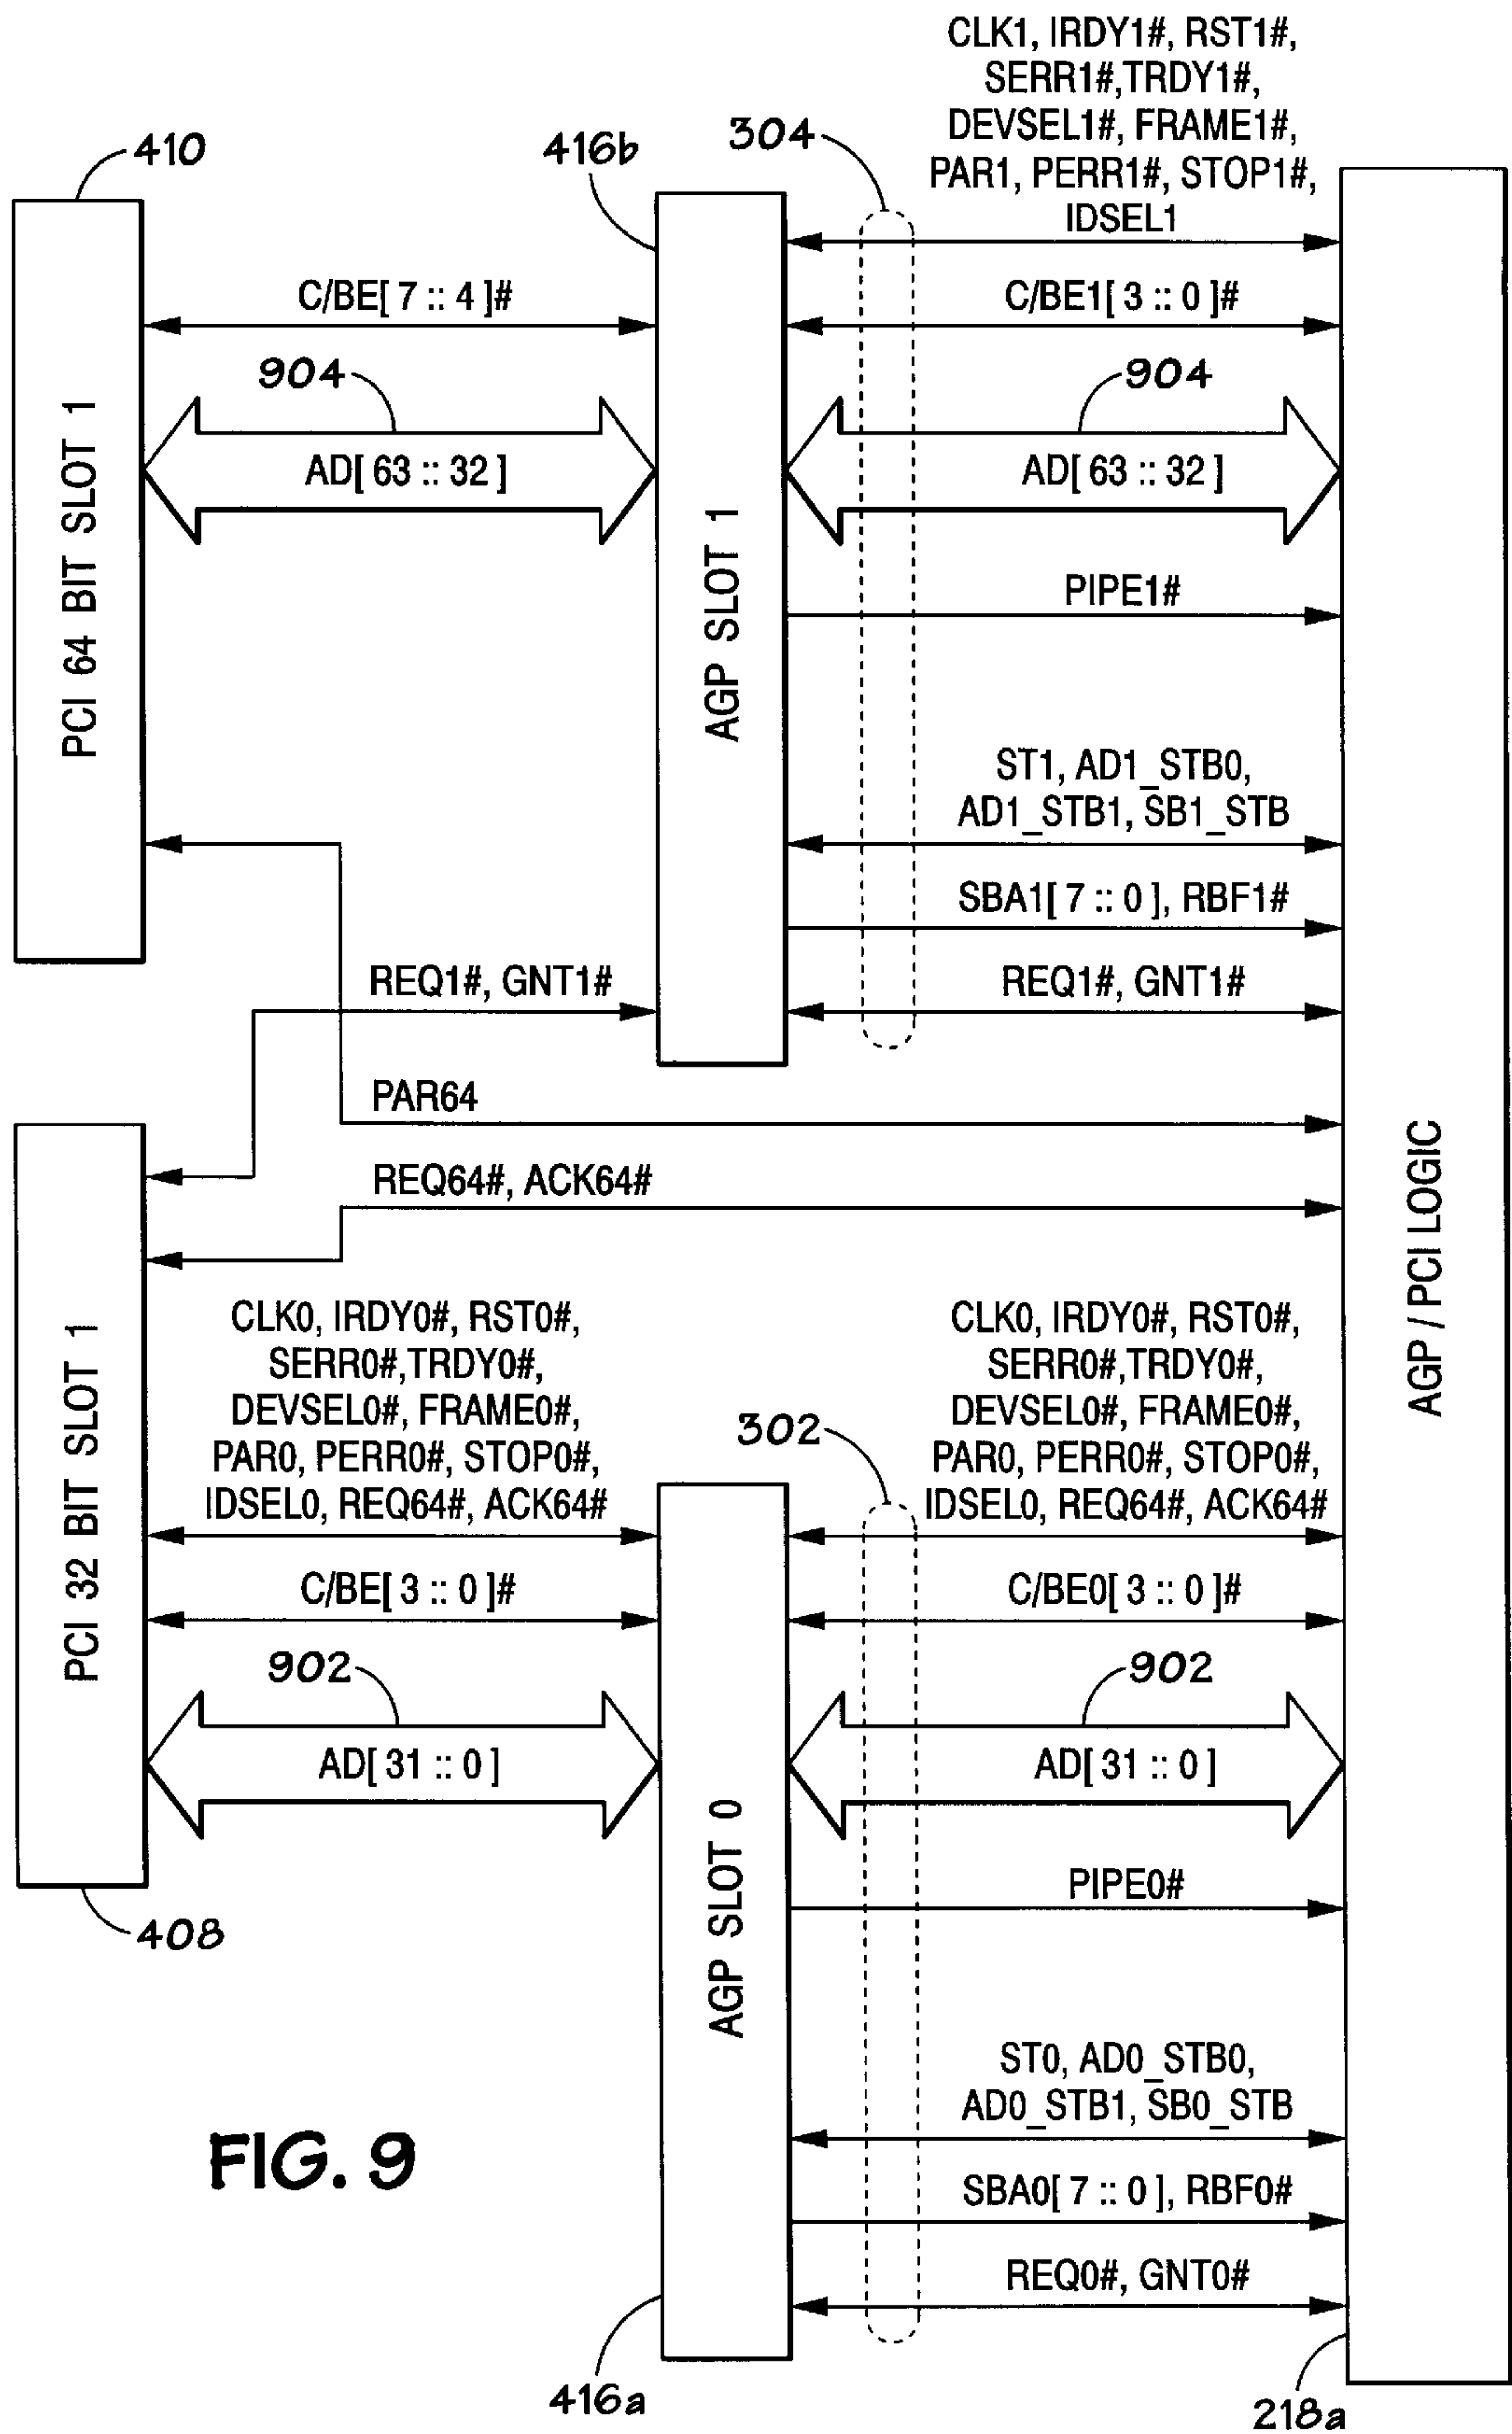 CLK1, IRDY1#, RST1#,
SERR1#,TRDY1#,
DEVSEL1#, FRAME1#,
PAR1, PERR1#, STOP1#,
IDSEL1
304
416b
410
C/BE[ 7 :: 4 ]#
C/BE1[ 3 :: 0 ]#
904
904
AD[ 63 :: 32 ]
AD[ 63 :: 32 ]
PCI 64 BIT SLOT 1
AGP SLOT 1
PIPE1#
ST1, AD1_STB0,
AD1_STB1, SB1_STB
SBA1[ 7 :: 0 ], RBF1#
REQ1#, GNT1#
REQ1#, GNT1#
PAR64
REQ64#, ACK64#
AGP / PCI LOGIC
CLK0, IRDY0#, RST0#,
SERR0#,TRDY0#,
DEVSEL0#, FRAME0#,
PAR0, PERR0#, STOP0#,
IDSEL0, REQ64#, ACK64#
CLK0, IRDY0#, RST0#,
SERR0#,TRDY0#,
DEVSEL0#, FRAME0#,
PAR0, PERR0#, STOP0#,
IDSEL0, REQ64#, ACK64#
302
PCI 32 BIT SLOT 1
C/BE[ 3 :: 0 ]#
C/BE0[ 3 :: 0 ]#
902
902
AD[ 31 :: 0 ]
AD[ 31 :: 0 ]
408
AGP SLOT 0
PIPE0#
ST0, AD0_STB0,
AD0_STB1, SB0_STB
SBA0[ 7 :: 0 ], RBF0#
REQ0#, GNT0#
FIG. 9
416a
218a